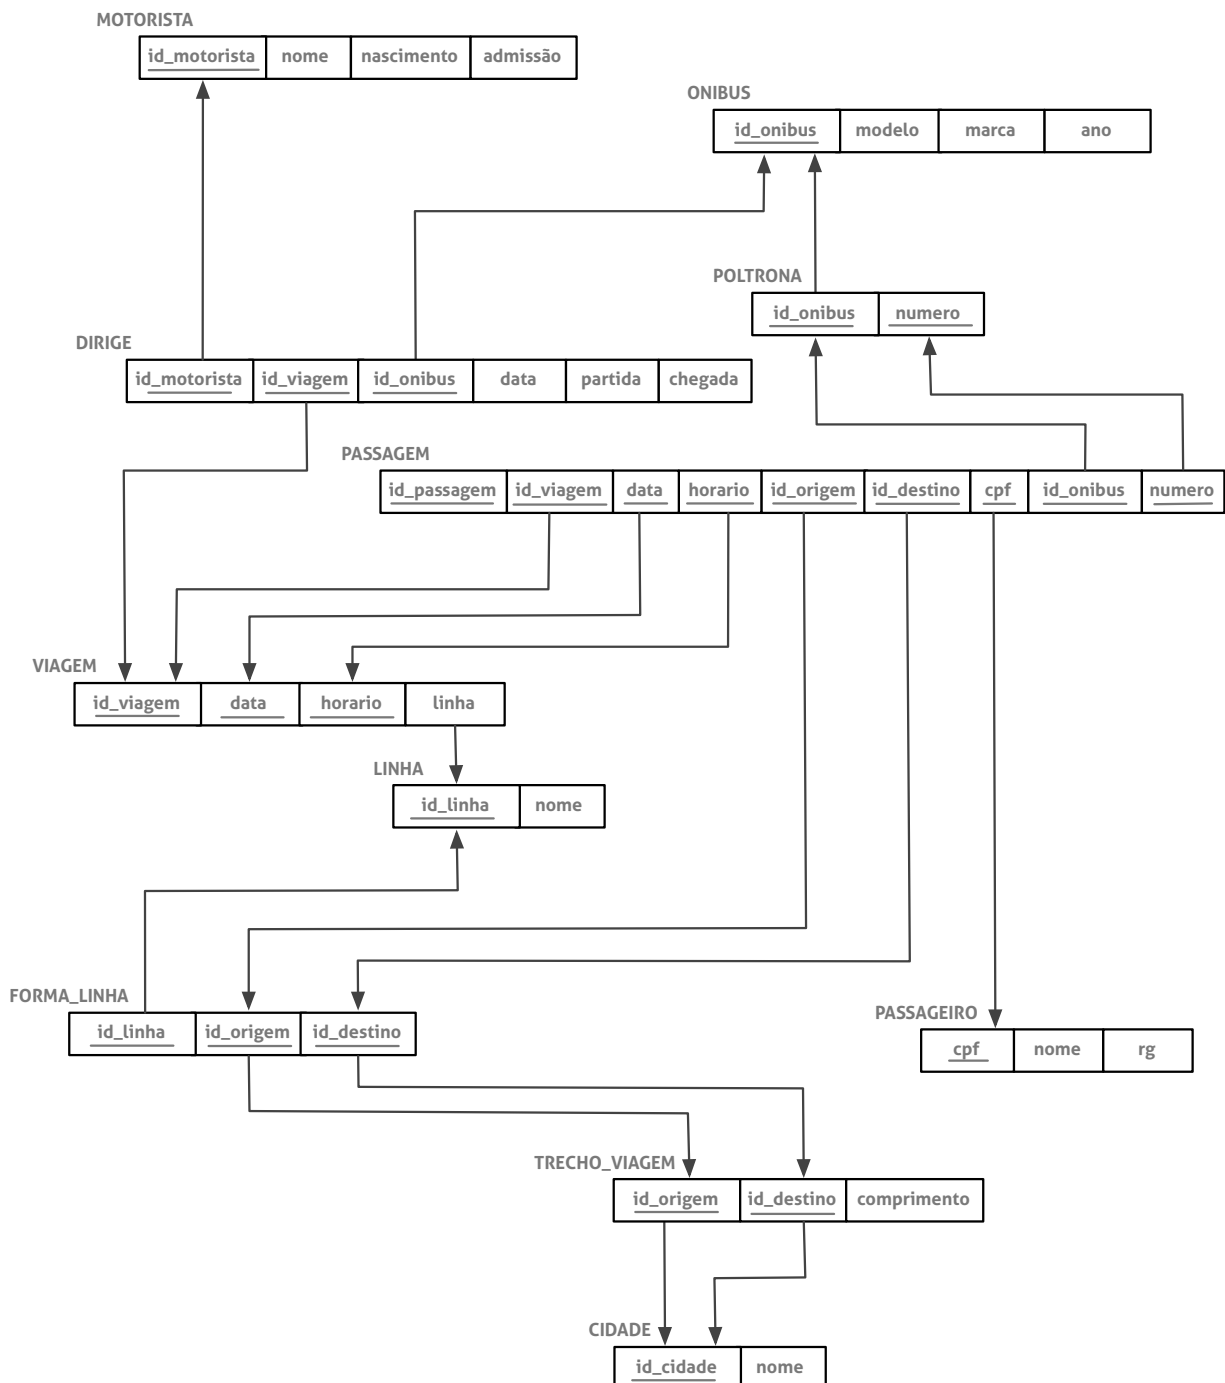 MOTORISTA
id_motorista nome nascimento admissão
ONIBUS
id_onibus modelo marca ano
POLTRONA
id_onibus numero
DIRIGE
id_motorista id_viagem id_onibus data partida chegada
PASSAGEM
id_passagem id_viagem data horario id_origem id_destino cpf id_onibus numero
VIAGEM
id_viagem data horario linha
LINHA
id_linha nome
FORMA_LINHA
id_linha id_origem id_destino
PASSAGEIRO
cpf nome rg
TRECHO_VIAGEM
id_origem id_destino comprimento
CIDADE
id_cidade nome